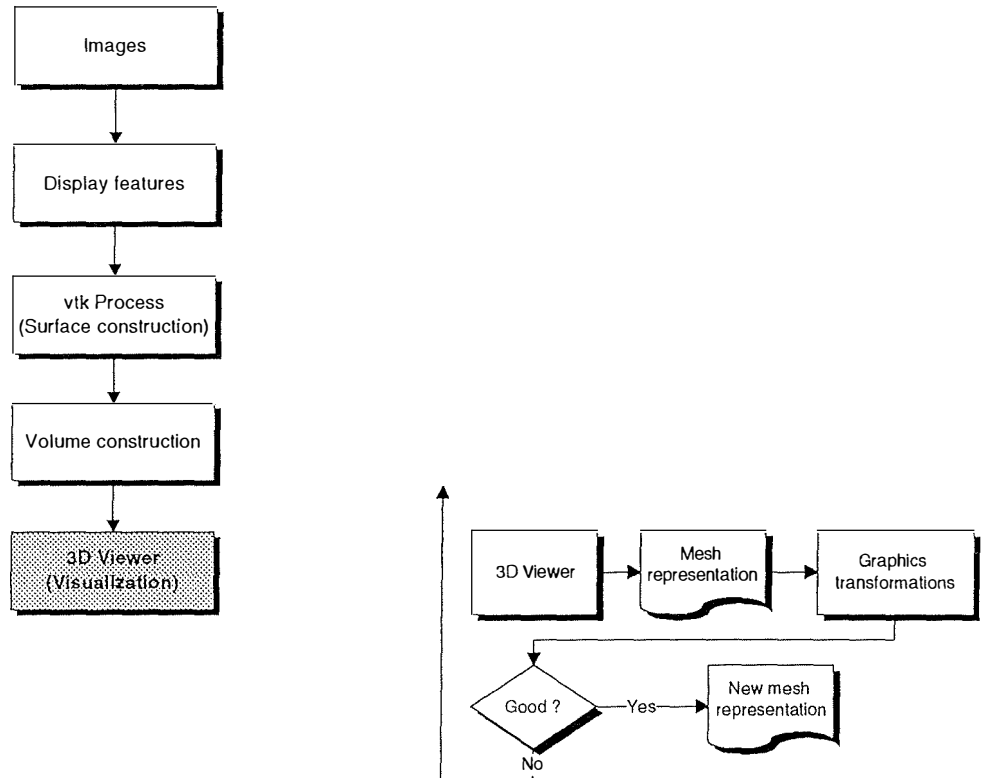 Images
Display features
vtk Process
(Surface construction)
Volume construction
3D Viewer
(Visualization)
3D Viewer
Mesh
representation
Graphics
transformations
Good ?
Yes
New mesh
representation
No